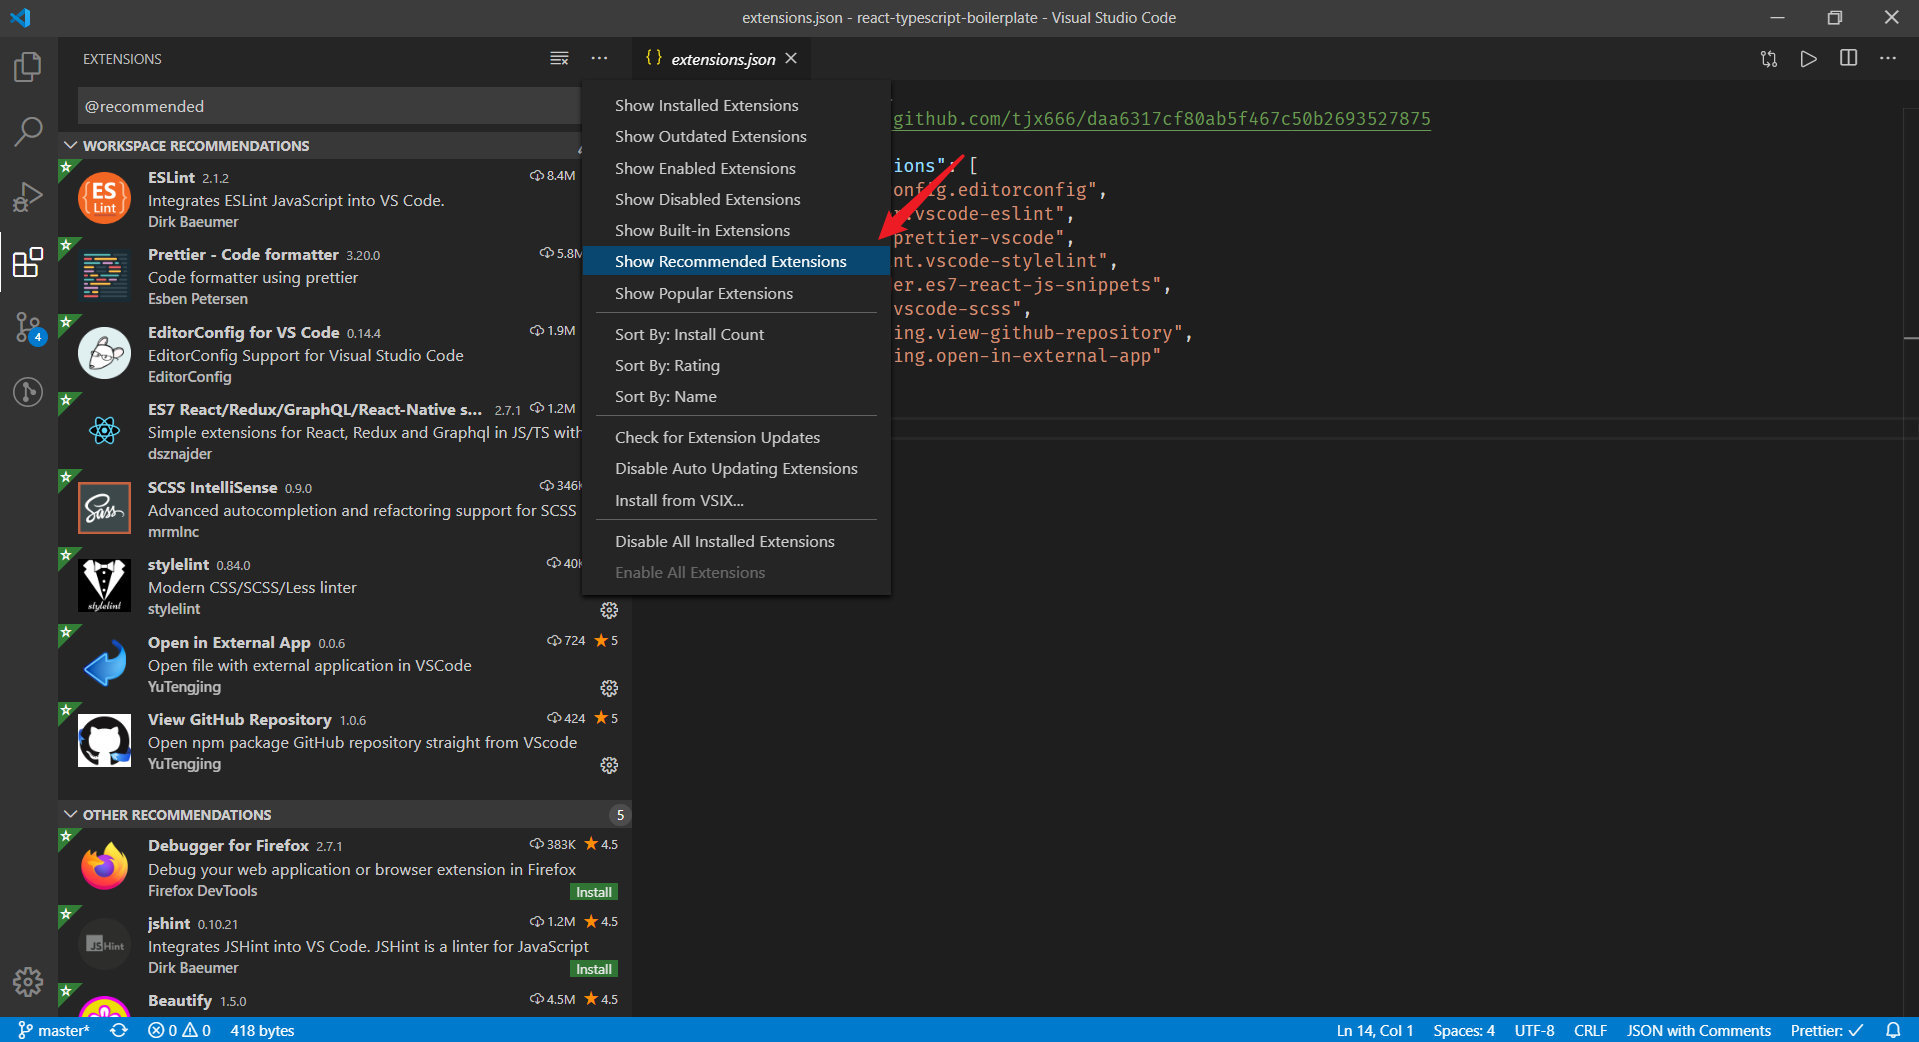 extensions.json - react-typescript-boilerplate - Visual Studio Code
EXTENSIONS
@recommended
WORKSPACE RECOMMENDATIONS
ESLint 2.1.2 8.4M
Integrates ESLint JavaScript into VS Code.
Dirk Baeumer
Prettier - Code formatter 3.20.0 5.8M
Code formatter using prettier
Esben Petersen
EditorConfig for VS Code 0.14.4 1.9M
EditorConfig Support for Visual Studio Code
EditorConfig
ES7 React/Redux/GraphQL/React-Native s... 2.7.1 1.2M
Simple extensions for React, Redux and Graphql in JS/TS with
dsznajder
SCSS IntelliSense 0.9.0 346K
Advanced autocompletion and refactoring support for SCSS
mrmlnc
stylelint 0.84.0 40K
Modern CSS/SCSS/Less linter
stylelint
Open in External App 0.0.6 724 5
Open file with external application in VSCode
YuTengjing
View GitHub Repository 1.0.6 424 5
Open npm package GitHub repository straight from VScode
YuTengjing
OTHER RECOMMENDATIONS 5
Debugger for Firefox 2.7.1 383K 4.5
Debug your web application or browser extension in Firefox
Firefox DevTools Install
jshint 0.10.21 1.2M 4.5
Integrates JSHint into VS Code. JSHint is a linter for JavaScript
Dirk Baeumer Install
Beautify 1.5.0 4.5M 4.5
ES
Lint
Sass
stylelint
JSHint
4
Show Installed Extensions
Show Outdated Extensions
Show Enabled Extensions
Show Disabled Extensions
Show Built-in Extensions
Show Recommended Extensions
Show Popular Extensions
Sort By: Install Count
Sort By: Rating
Sort By: Name
Check for Extension Updates
Disable Auto Updating Extensions
Install from VSIX...
Disable All Installed Extensions
Enable All Extensions
{} extensions.json
github.com/tjx666/daa6317cf80ab5f467c50b2693527875
ions": [
onfig.editorconfig",
r.vscode-eslint",
prettier-vscode",
nt.vscode-stylelint",
er.es7-react-js-snippets",
vscode-scss",
ing.view-github-repository",
ing.open-in-external-app"
master* 0 0 418 bytes Ln 14, Col 1 Spaces: 4 UTF-8 CRLF JSON with Comments Prettier: ✓